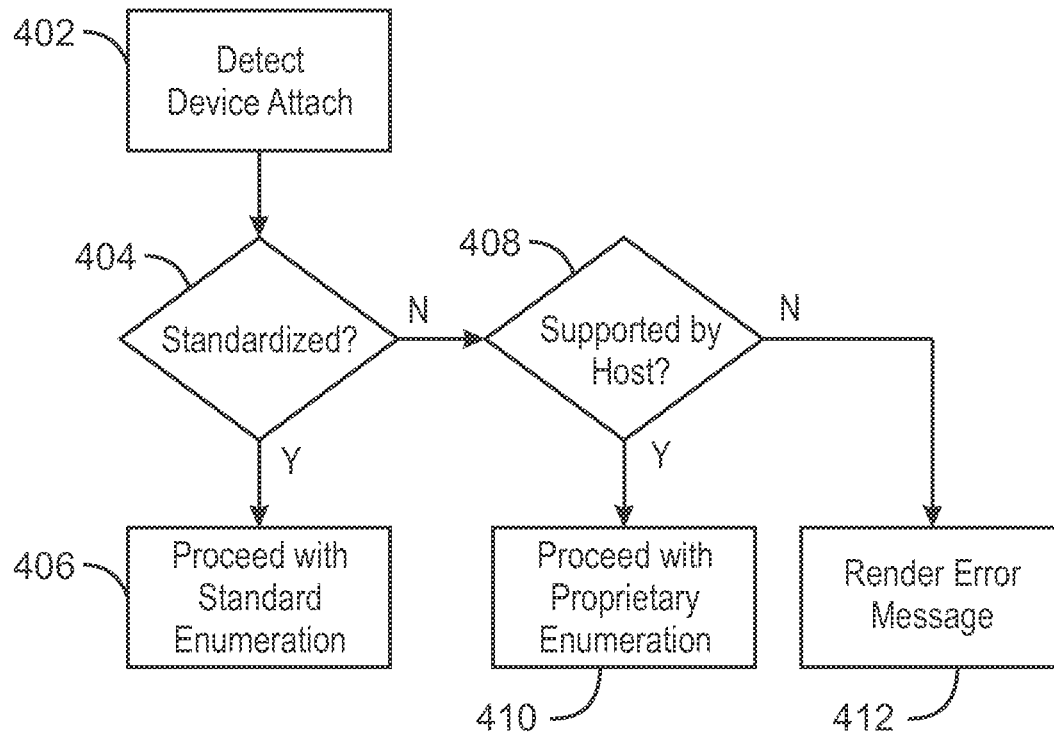 402
Detect
Device Attach
404
Standardized?
N
Y
408
Supported by
Host?
N
Y
406
Proceed with
Standard
Enumeration
Proceed with
Proprietary
Enumeration
410
Render Error
Message
412